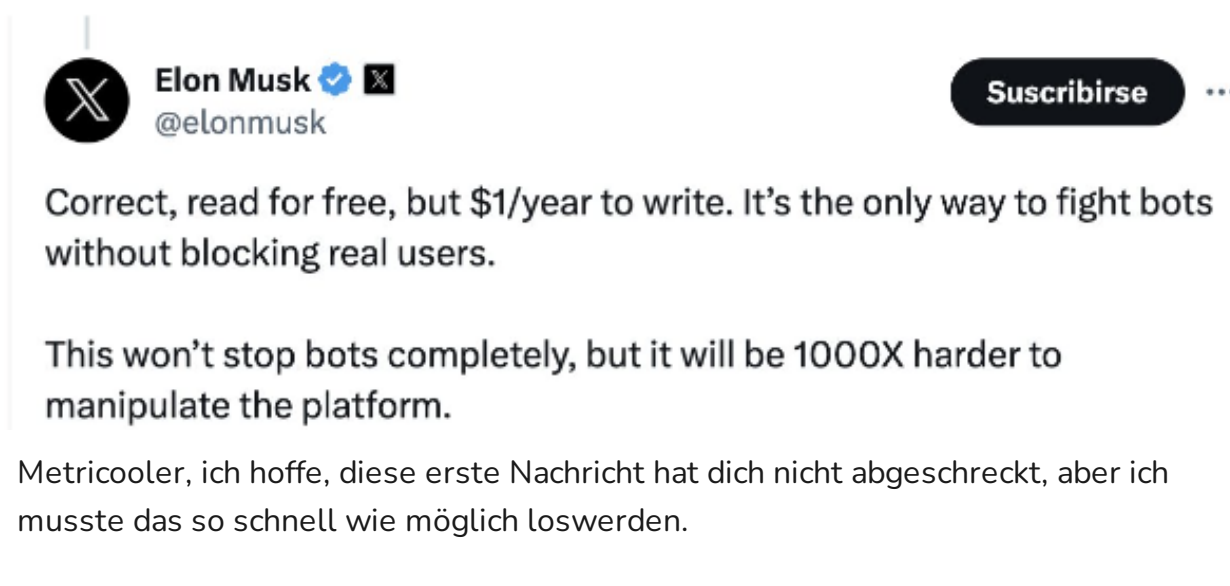 Elon Musk
@elonmusk
Suscribirse
Correct, read for free, but $1/year to write. It’s the only way to fight bots
without blocking real users.
This won’t stop bots completely, but it will be 1000X harder to
manipulate the platform.
Metricooler, ich hoffe, diese erste Nachricht hat dich nicht abgeschreckt, aber ich
musste das so schnell wie möglich loswerden.